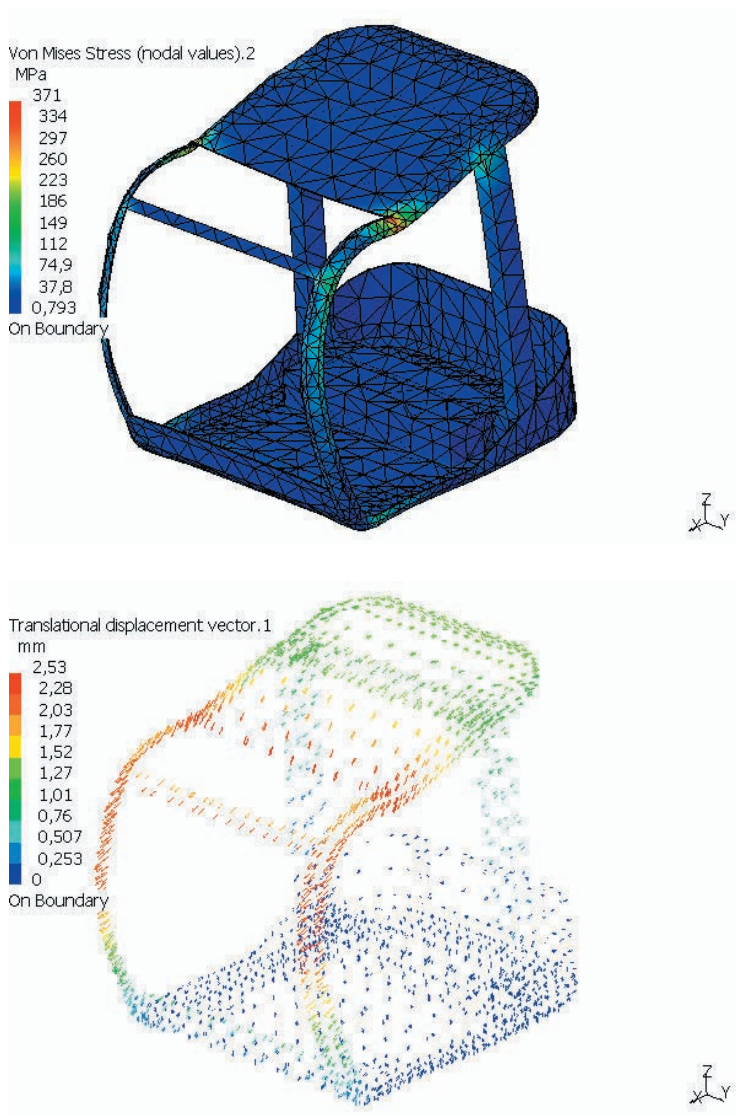 Von Mises Stress (nodal values).2
MPa
371
334
297
260
223
186
149
112
74,9
37,8
0,793
On Boundary
Z
X Y
Translational displacement vector.1
mm
2,53
2,28
2,03
1,77
1,52
1,27
1,01
0,76
0,507
0,253
0
On Boundary
Z
X Y